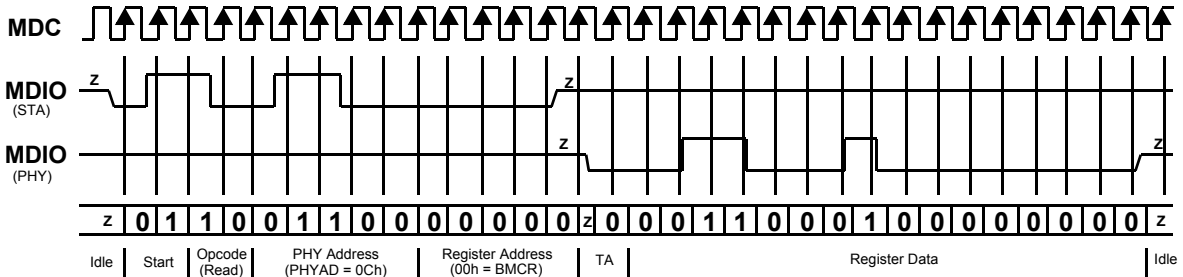 MDC
z z
MDIO
(STA)
MDIO z z
(PHY)
z 0 1 1 0 0 1 1 0 0 0 0 0 0 0 z 0 0 0 1 1 0 0 0 1 0 0 0 0 0 0 0 0 z
Idle Start Opcode (Read) PHY Address (PHYAD = 0Ch) Register Address (00h = BMCR) TA Register Data Idle